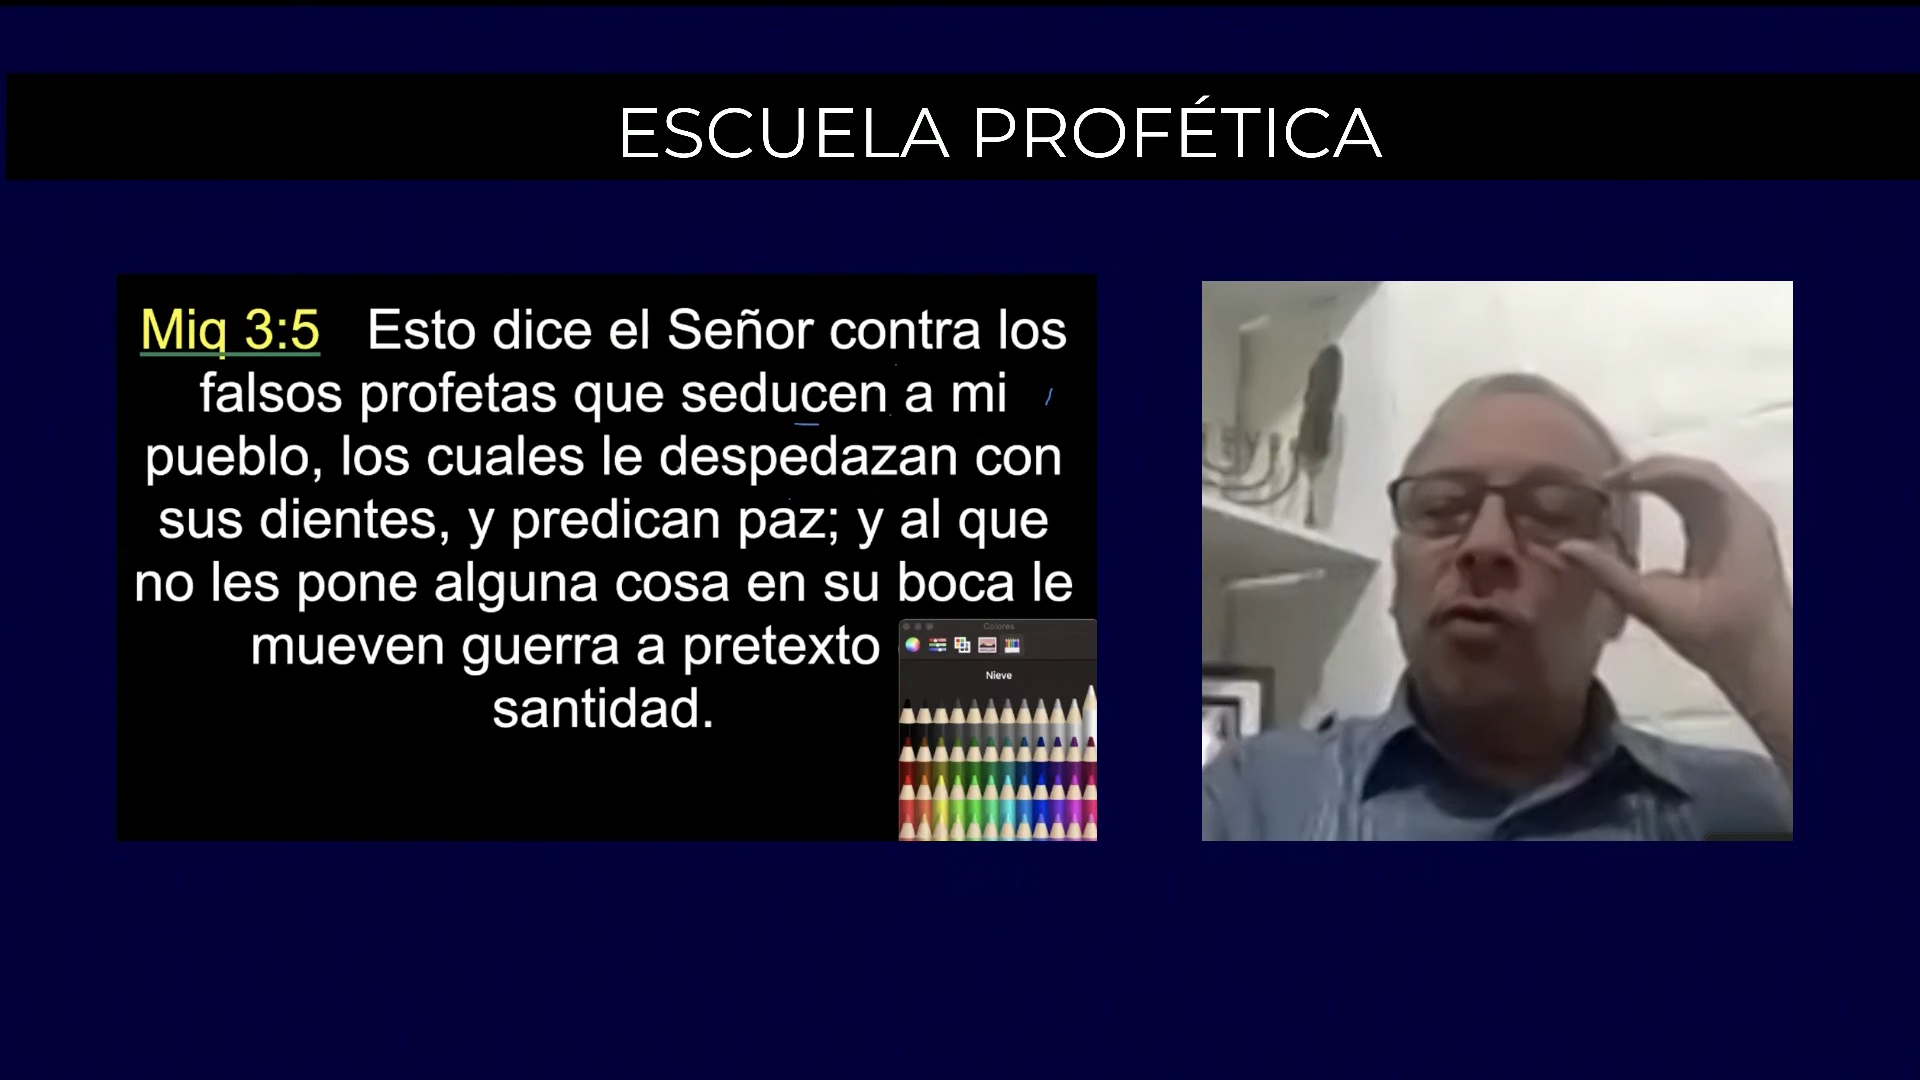 ESCUELA PROFÉTICA
Miq 3:5 Esto dice el Señor contra los
falsos profetas que seducen a mi
pueblo, los cuales le despedazan con
sus dientes, y predican paz; y al que
no les pone alguna cosa en su boca le
mueven guerra a pretexto
santidad.
Colores
Nieve